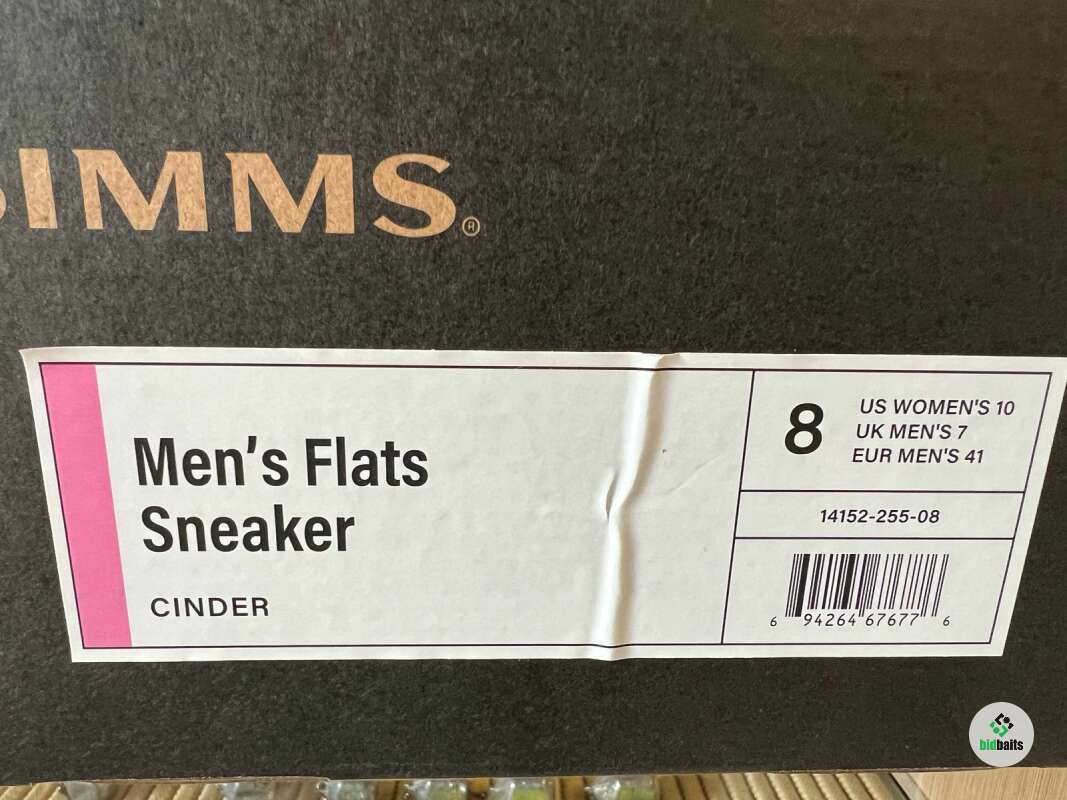 SIMMS®
Men's Flats
Sneaker
CINDER
8
US WOMEN'S 10
UK MEN'S 7
EUR MEN'S 41
14152-255-08
6 94264 67677 6
bidbaits